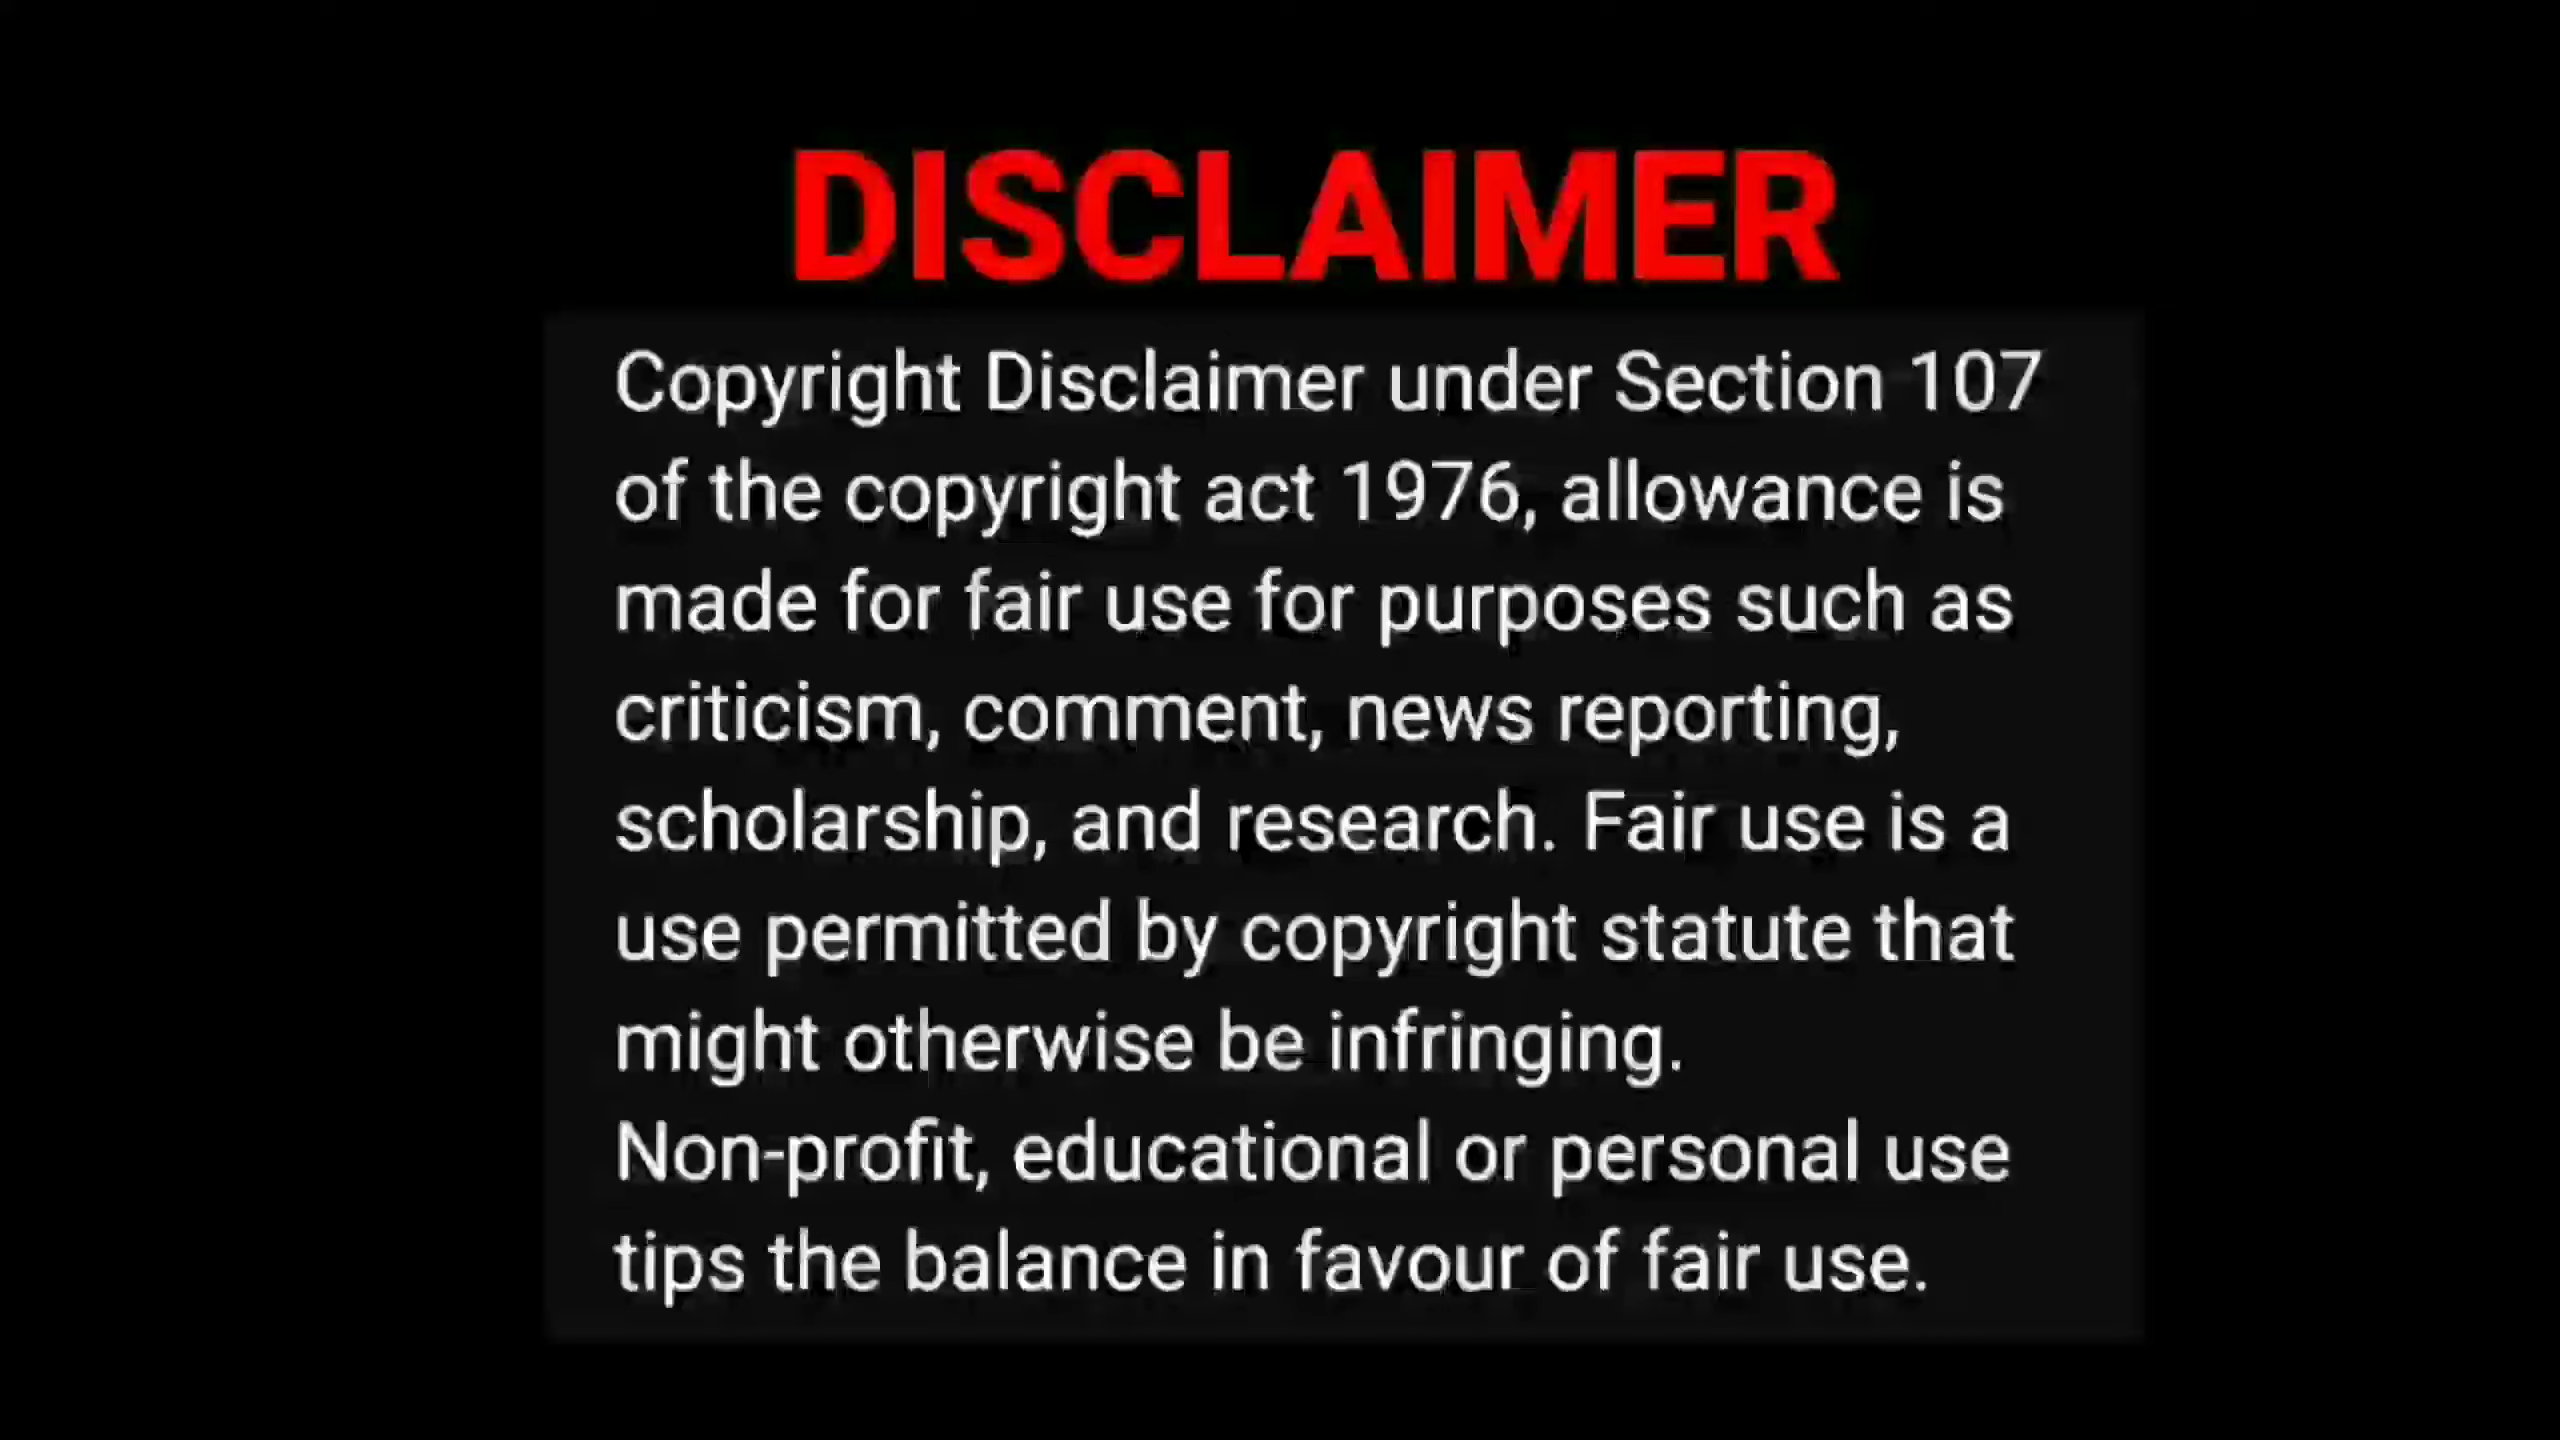 DISCLAIMER
Copyright Disclaimer under Section 107
of the copyright act 1976, allowance is
made for fair use for purposes such as
criticism, comment, news reporting,
scholarship, and research. Fair use is a
use permitted by copyright statute that
might otherwise be infringing.
Non-profit, educational or personal use
tips the balance in favour of fair use.